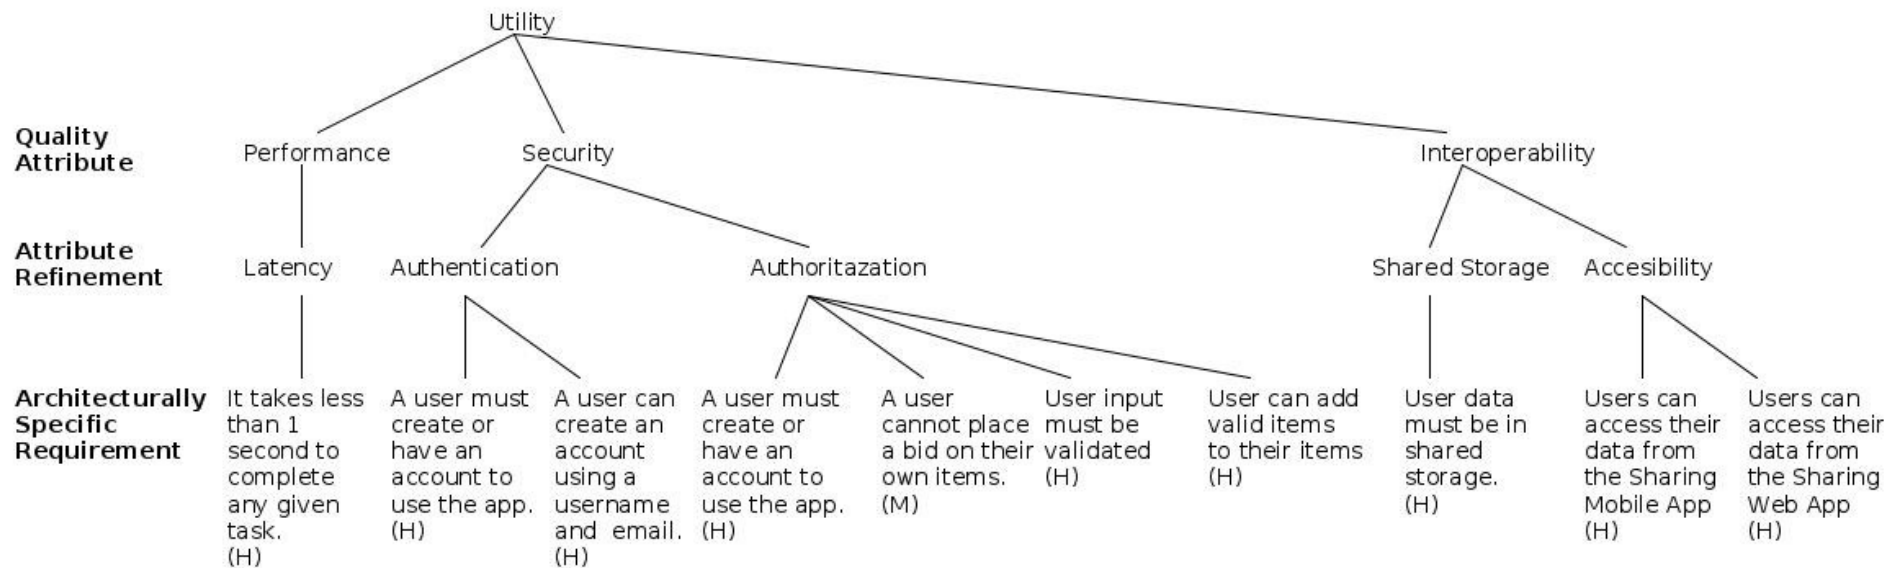 Utility
Quality
Attribute
Performance
Security
Interoperability
Attribute
Refinement
Latency
Authentication
Authoritazation
Shared Storage
Accesibility
Architecturally
Specific
Requirement
It takes less
than 1
second to
complete
any given
task.
(H)
A user must
create or
have an
account to
use the app.
(H)
A user can
create an
account
using a
username
and email.
(H)
A user must
create or
have an
account to
use the app.
(H)
A user
cannot place
a bid on their
own items.
(M)
User input
must be
validated
(H)
User can add
valid items
to their items
(H)
User data
must be in
shared
storage.
(H)
Users can
access their
data from
the Sharing
Mobile App
(H)
Users can
access their
data from
the Sharing
Web App
(H)